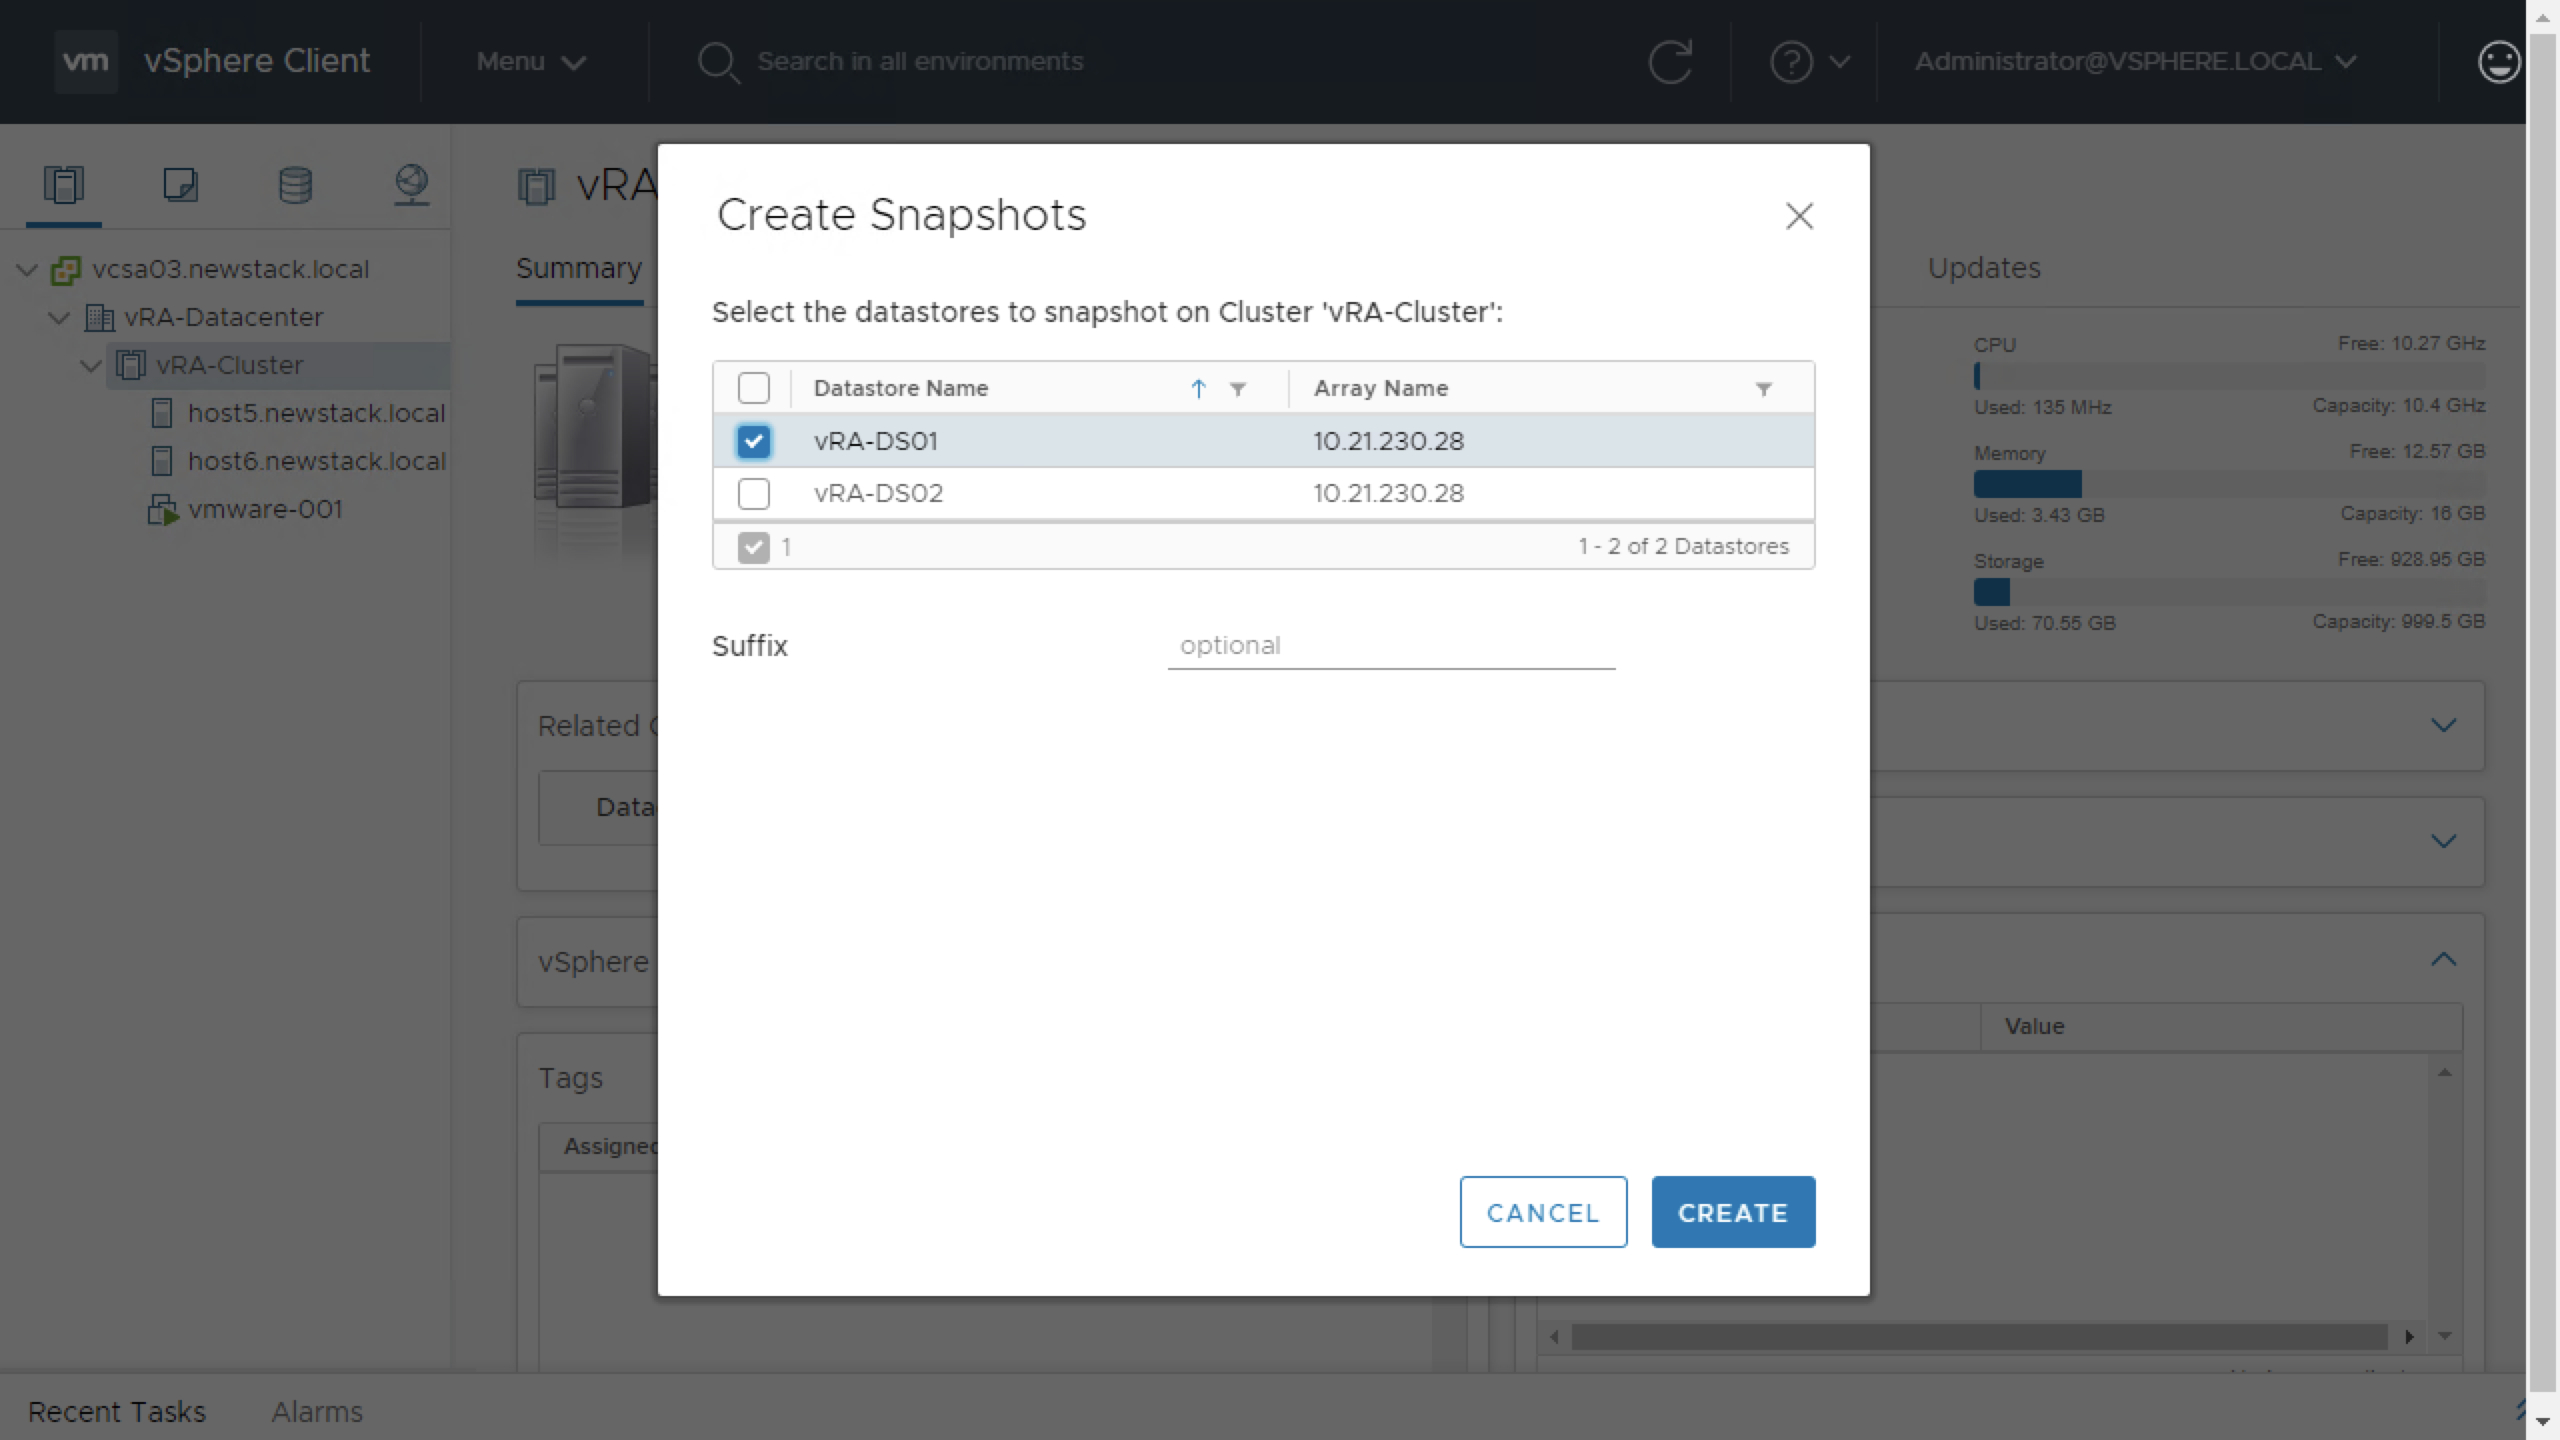 vm vSphere Client Menu Search in all environments Administrator@VSPHERE.LOCAL
vcsa03.newstack.local
vRA-Datacenter
vRA-Cluster
host5.newstack.local
host6.newstack.local
vmware-001
vRA
Summary
Updates
Create Snapshots
Select the datastores to snapshot on Cluster 'vRA-Cluster':
Datastore Name Array Name
vRA-DS01 10.21.230.28
vRA-DS02 10.21.230.28
1 1 - 2 of 2 Datastores
Suffix optional
CANCEL CREATE
CPU Free: 10.27 GHz
Used: 135 MHz Capacity: 10.4 GHz
Memory Free: 12.57 GB
Used: 3.43 GB Capacity: 16 GB
Storage Free: 928.95 GB
Used: 70.55 GB Capacity: 999.5 GB
Related
Data
vSphere
Tags
Assigned
Value
Recent Tasks Alarms